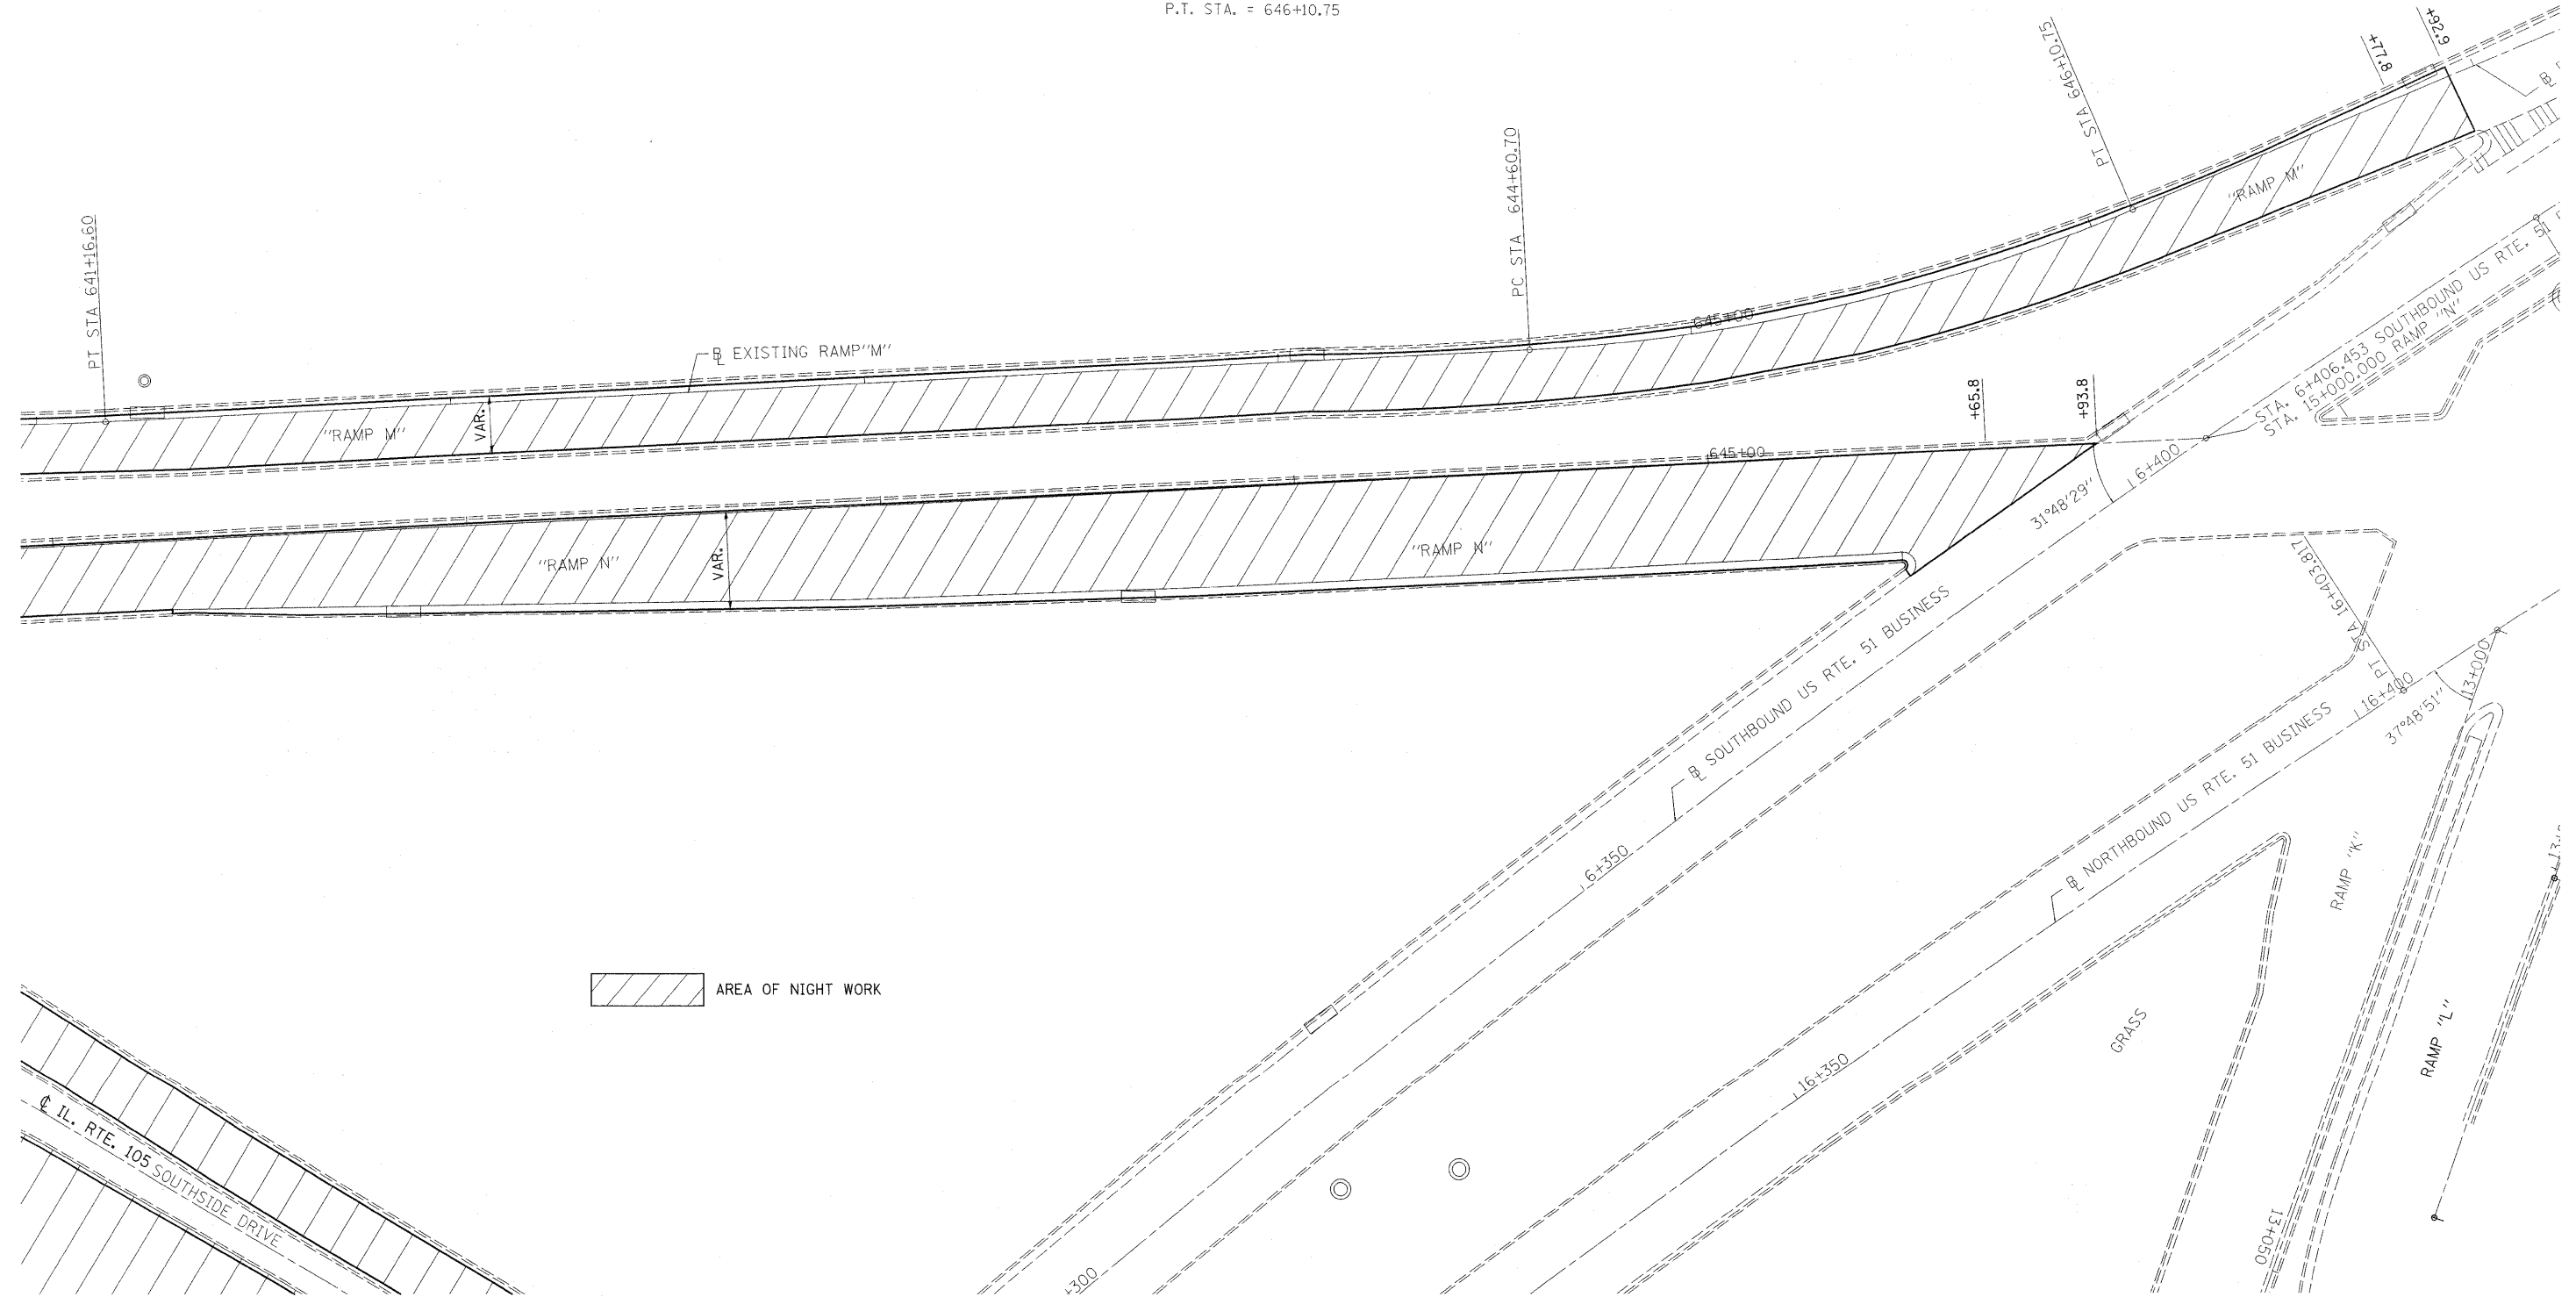 P.T. STA. = 646+10.75
+92.9
+77.8
PT STA 646+10.75
PC STA 644+60.70
PT STA 641+16.60
"RAMP M"
645+00
℄ EXISTING RAMP"M"
"RAMP M"
VAR.
+65.8
+93.8
STA. 6+406.453 SOUTHBOUND US RTE. 51
STA. 15+000.000 RAMP "N"
645+00
6+400
31°48'29"
"RAMP N"
"RAMP N"
VAR.
PT STA 16+403.817
13+000
16+400
37°48'51"
℄ SOUTHBOUND US RTE. 51 BUSINESS
℄ NORTHBOUND US RTE. 51 BUSINESS
6+350
RAMP "K"
AREA OF NIGHT WORK
GRASS
RAMP "L"
16+350
℄ IL. RTE. 105 SOUTHSIDE DRIVE
13+050
+300